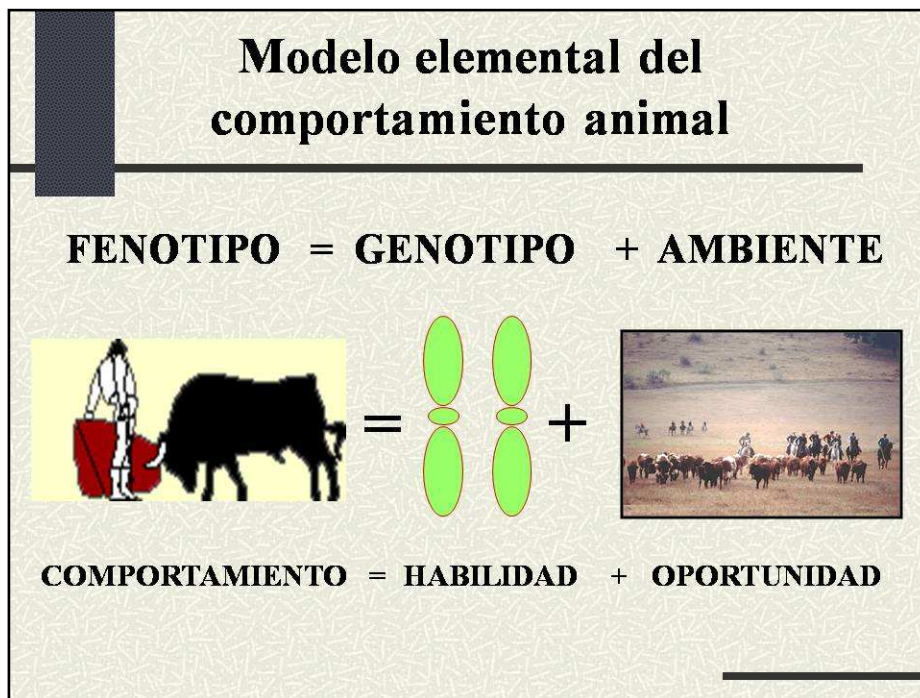 Modelo elemental del
comportamiento animal
FENOTIPO = GENOTIPO + AMBIENTE
= +
COMPORTAMIENTO = HABILIDAD + OPORTUNIDAD